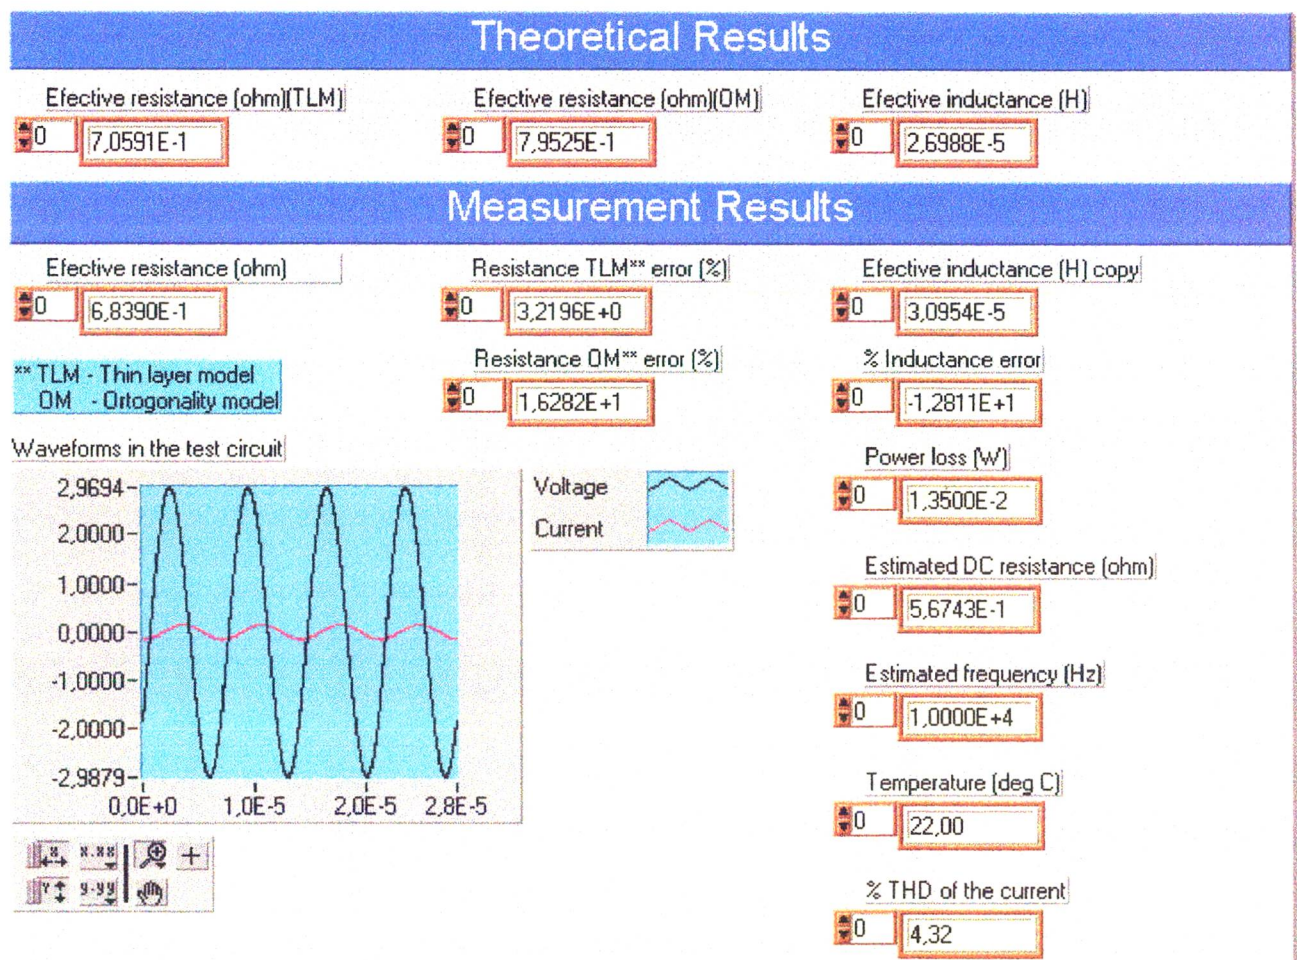 Theoretical Results
Efective resistance (ohm)(TLM)
Efective resistance (ohm)(OM)
Efective inductance (H)
0
7,0591E-1
0
7,9525E-1
0
2,6988E-5
Measurement Results
Efective resistance (ohm)
Resistance TLM** error (%)
Efective inductance (H) copy
0
6,8390E-1
0
3,2196E+0
0
3,0954E-5
** TLM - Thin layer model
OM - Ortogonality model
Resistance OM** error (%)
% Inductance error
0
1,6282E+1
0
-1,2811E+1
Waveforms in the test circuit
2,9694
2,0000
1,0000
0,0000
-1,0000
-2,0000
-2,9879
0,0E+0
1,0E-5
2,0E-5
2,8E-5
Voltage
Current
Power loss (W)
0
1,3500E-2
Estimated DC resistance (ohm)
0
5,6743E-1
Estimated frequency (Hz)
0
1,0000E+4
Temperature (deg C)
0
22,00
% THD of the current
0
4,32
X
X.XX
Y
y.yy